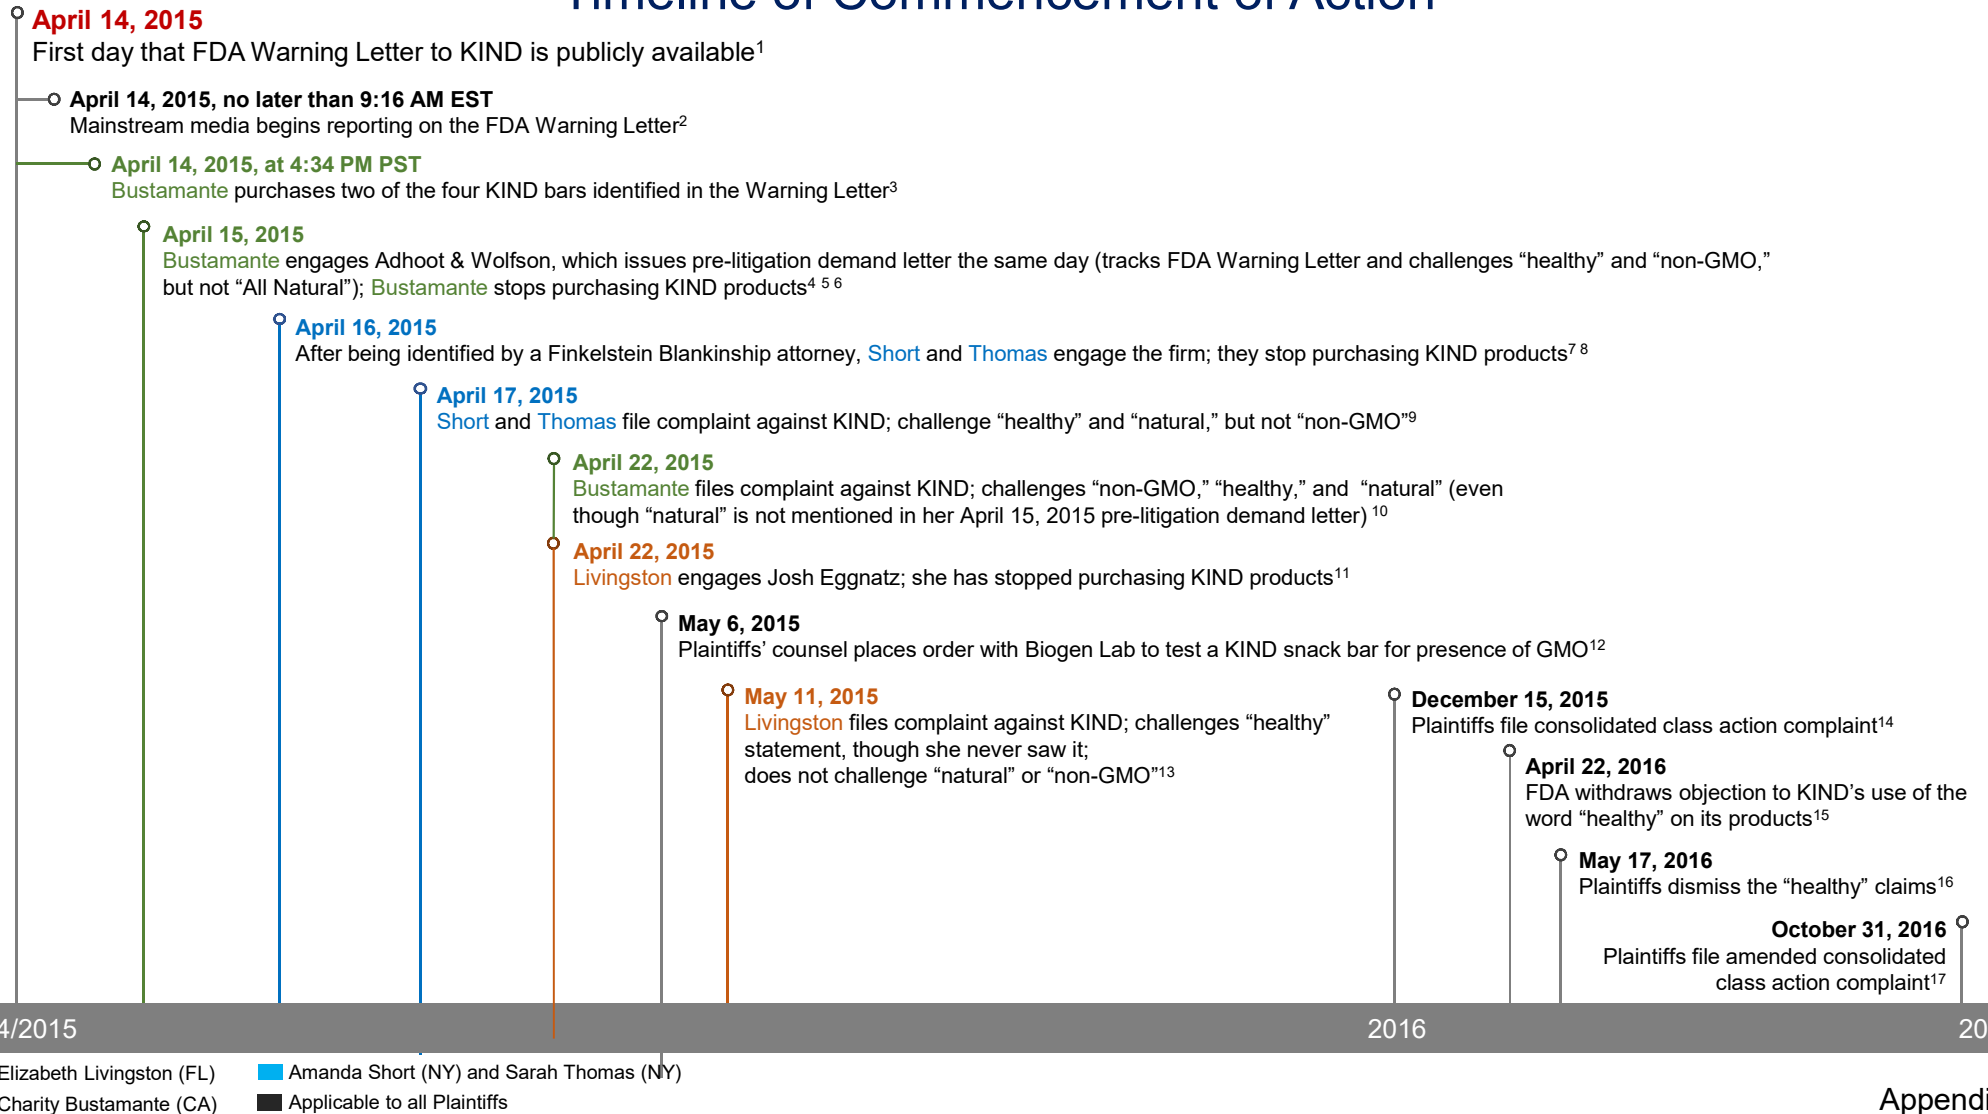 Timeline of Commencement of Action
April 14, 2015
First day that FDA Warning Letter to KIND is publicly available¹
April 14, 2015, no later than 9:16 AM EST
Mainstream media begins reporting on the FDA Warning Letter²
April 14, 2015, at 4:34 PM PST
Bustamante purchases two of the four KIND bars identified in the Warning Letter³
April 15, 2015
Bustamante engages Adhoot & Wolfson, which issues pre-litigation demand letter the same day (tracks FDA Warning Letter and challenges “healthy” and “non-GMO,”
but not “All Natural”); Bustamante stops purchasing KIND products⁴ ⁵ ⁶
April 16, 2015
After being identified by a Finkelstein Blankinship attorney, Short and Thomas engage the firm; they stop purchasing KIND products⁷ ⁸
April 17, 2015
Short and Thomas file complaint against KIND; challenge “healthy” and “natural,” but not “non-GMO”⁹
April 22, 2015
Bustamante files complaint against KIND; challenges “non-GMO,” “healthy,” and “natural” (even
though “natural” is not mentioned in her April 15, 2015 pre-litigation demand letter) ¹⁰
April 22, 2015
Livingston engages Josh Eggnatz; she has stopped purchasing KIND products¹¹
May 6, 2015
Plaintiffs’ counsel places order with Biogen Lab to test a KIND snack bar for presence of GMO¹²
May 11, 2015
Livingston files complaint against KIND; challenges “healthy”
statement, though she never saw it;
does not challenge “natural” or “non-GMO”¹³
December 15, 2015
Plaintiffs file consolidated class action complaint¹⁴
April 22, 2016
FDA withdraws objection to KIND’s use of the
word “healthy” on its products¹⁵
May 17, 2016
Plaintiffs dismiss the “healthy” claims¹⁶
October 31, 2016
Plaintiffs file amended consolidated
class action complaint¹⁷
4/2015
2016
20
Elizabeth Livingston (FL)
Amanda Short (NY) and Sarah Thomas (NY)
Charity Bustamante (CA)
Applicable to all Plaintiffs
Appendi